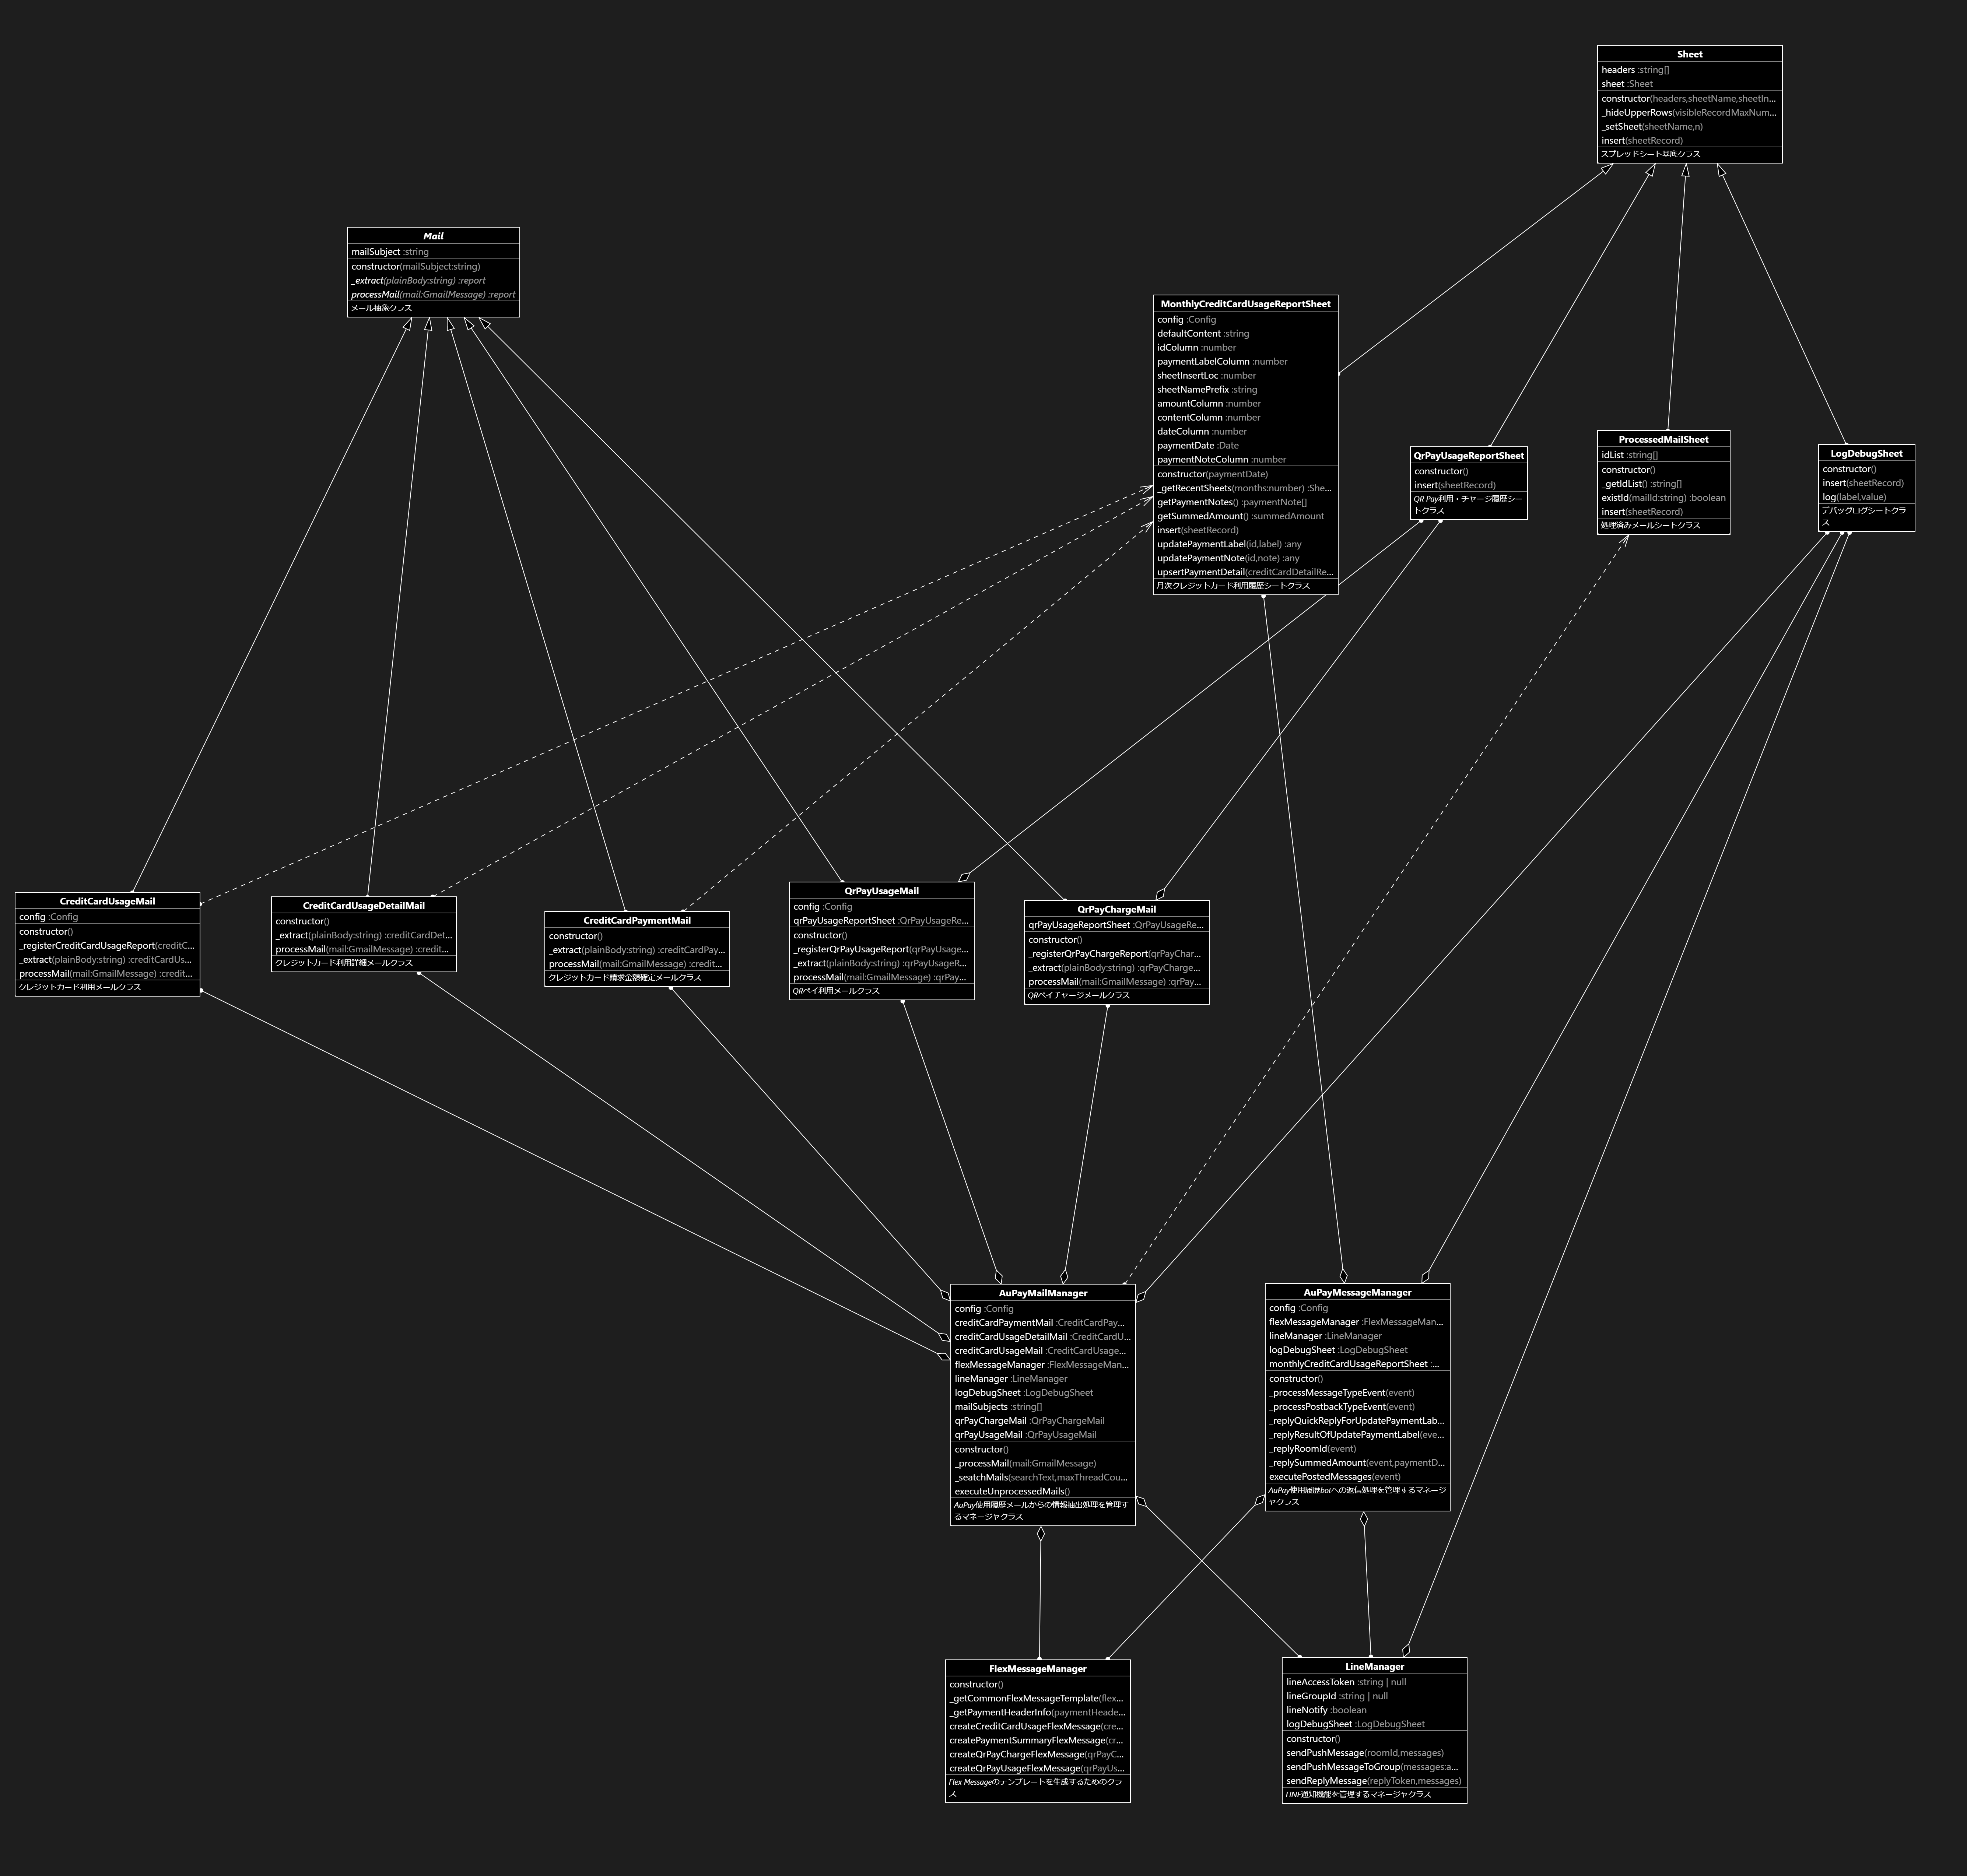 Sheet
headers :string[]
sheet :Sheet
constructor(headers,sheetName,sheetIn...
_hideUpperRows(visibleRecordMaxNum...
_setSheet(sheetName,n)
insert(sheetRecord)
スプレッドシート基底クラス
Mail
mailSubject :string
constructor(mailSubject:string)
_extract(plainBody:string) :report
processMail(mail:GmailMessage) :report
メール抽象クラス
MonthlyCreditCardUsageReportSheet
config :Config
defaultContent :string
idColumn :number
paymentLabelColumn :number
sheetInsertLoc :number
sheetNamePrefix :string
amountColumn :number
contentColumn :number
dateColumn :number
paymentDate :Date
paymentNoteColumn :number
constructor(paymentDate)
_getRecentSheets(months:number) :She...
getPaymentNotes() :paymentNote[]
getSummedAmount() :summedAmount
insert(sheetRecord)
updatePaymentLabel(id,label) :any
updatePaymentNote(id,note) :any
upsertPaymentDetail(creditCardDetailRe...
月次クレジットカード利用履歴シートクラス
QrPayUsageReportSheet
constructor()
insert(sheetRecord)
QR Pay利用・チャージ履歴シー
トクラス
ProcessedMailSheet
idList :string[]
constructor()
_getIdList() :string[]
existId(mailId:string) :boolean
insert(sheetRecord)
処理済みメールシートクラス
LogDebugSheet
constructor()
insert(sheetRecord)
log(label,value)
デバッグログシートクラ
ス
CreditCardUsageMail
config :Config
constructor()
_registerCreditCardUsageReport(creditC...
_extract(plainBody:string) :creditCardUs...
processMail(mail:GmailMessage) :credit...
クレジットカード利用メールクラス
CreditCardUsageDetailMail
constructor()
_extract(plainBody:string) :creditCardDet...
processMail(mail:GmailMessage) :credit...
クレジットカード利用詳細メールクラス
CreditCardPaymentMail
constructor()
_extract(plainBody:string) :creditCardPay...
processMail(mail:GmailMessage) :credit...
クレジットカード請求金額確定メールクラス
QrPayUsageMail
config :Config
qrPayUsageReportSheet :QrPayUsageRe...
constructor()
_registerQrPayUsageReport(qrPayUsage...
_extract(plainBody:string) :qrPayUsageR...
processMail(mail:GmailMessage) :qrPay...
QRペイ利用メールクラス
QrPayChargeMail
qrPayUsageReportSheet :QrPayUsageRe...
constructor()
_registerQrPayChargeReport(qrPayChar...
_extract(plainBody:string) :qrPayCharge...
processMail(mail:GmailMessage) :qrPay...
QRペイチャージメールクラス
AuPayMailManager
config :Config
creditCardPaymentMail :CreditCardPay...
creditCardUsageDetailMail :CreditCardU...
creditCardUsageMail :CreditCardUsage...
flexMessageManager :FlexMessageMan...
lineManager :LineManager
logDebugSheet :LogDebugSheet
mailSubjects :string[]
qrPayChargeMail :QrPayChargeMail
qrPayUsageMail :QrPayUsageMail
constructor()
_processMail(mail:GmailMessage)
_seatchMails(searchText,maxThreadCou...
executeUnprocessedMails()
AuPay使用履歴メールからの情報抽出処理を管理す
るマネージャクラス
AuPayMessageManager
config :Config
flexMessageManager :FlexMessageMan...
lineManager :LineManager
logDebugSheet :LogDebugSheet
monthlyCreditCardUsageReportSheet :...
constructor()
_processMessageTypeEvent(event)
_processPostbackTypeEvent(event)
_replyQuickReplyForUpdatePaymentLab...
_replyResultOfUpdatePaymentLabel(eve...
_replyRoomId(event)
_replySummedAmount(event,paymentD...
executePostedMessages(event)
AuPay使用履歴botへの返信処理を管理するマネージ
ャクラス
FlexMessageManager
constructor()
_getCommonFlexMessageTemplate(flex...
_getPaymentHeaderInfo(paymentHeade...
createCreditCardUsageFlexMessage(cre...
createPaymentSummaryFlexMessage(cr...
createQrPayChargeFlexMessage(qrPayC...
createQrPayUsageFlexMessage(qrPayUs...
Flex Messageのテンプレートを生成するためのクラ
ス
LineManager
lineAccessToken :string | null
lineGroupId :string | null
lineNotify :boolean
logDebugSheet :LogDebugSheet
constructor()
sendPushMessage(roomId,messages)
sendPushMessageToGroup(messages:a...
sendReplyMessage(replyToken,messages)
LINE通知機能を管理するマネージャクラス